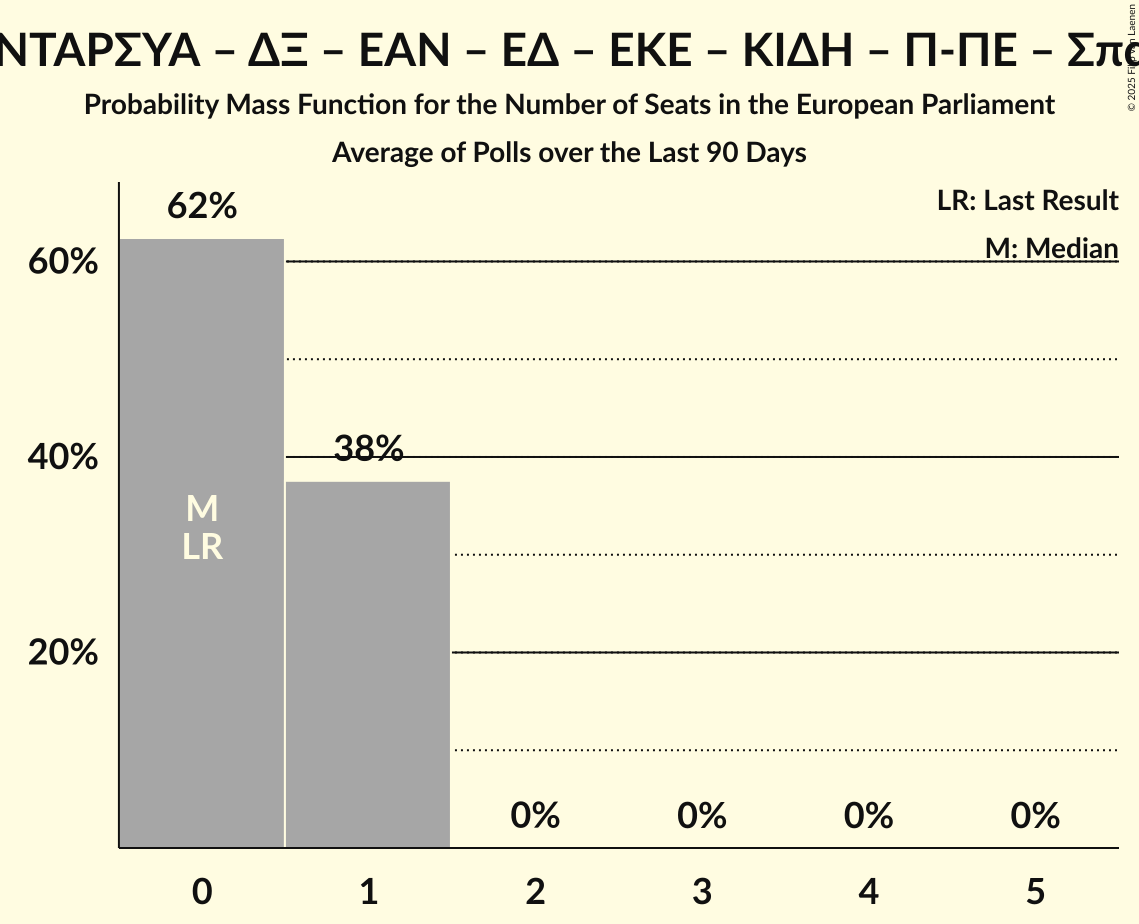 ΝΤΑΡΣΥΑ – ΔΞ – ΕΑΝ – ΕΔ – ΕΚΕ – ΚΙΔΗ – Π-ΠΕ –
Probability Mass Function for the Number of Seats in the European Parliament
Average of Polls over the Last 90 Days
© 2025 Filip van Laenen
LR: Last Result
M: Median
62%
60%
38%
40%
M
LR
20%
0% 0% 0% 0%
0 1 2 3 4 5